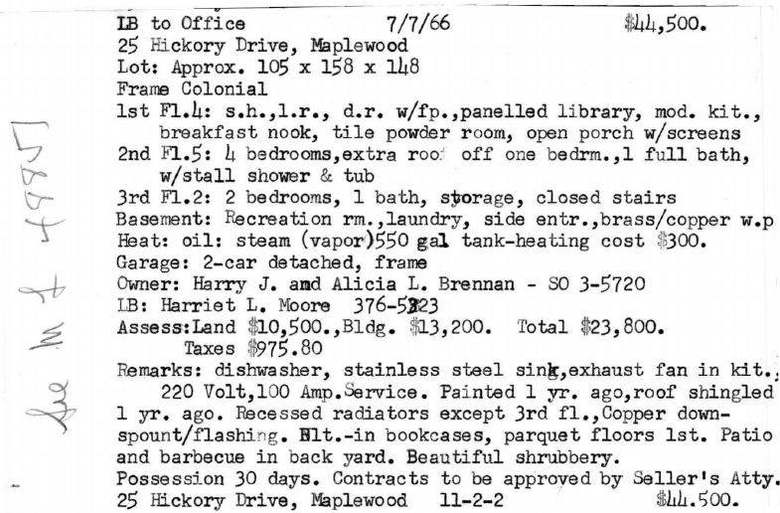 LB to Office 7/7/66 $44,500.
25 Hickory Drive, Maplewood
Lot: Approx. 105 x 158 x 148
Frame Colonial
1st Fl.4: s.h.,l.r., d.r. w/fp.,panelled library, mod. kit.,
breakfast nook, tile powder room, open porch w/screens
2nd Fl.5: 4 bedrooms,extra roo off one bedrm.,1 full bath,
w/stall shower & tub
3rd Fl.2: 2 bedrooms, 1 bath, storage, closed stairs
Basement: Recreation rm.,laundry, side entr.,brass/copper w.p
Heat: oil: steam (vapor)550 gal tank-heating cost $300.
Garage: 2-car detached, frame
Owner: Harry J. and Alicia L. Brennan - SO 3-5720
LB: Harriet L. Moore 376-5323
Assess:Land $10,500.,Bldg. $13,200. Total $23,800.
Taxes $975.80
Remarks: dishwasher, stainless steel sink,exhaust fan in kit.;
220 Volt,100 Amp.Service. Painted 1 yr. ago,roof shingled
1 yr. ago. Recessed radiators except 3rd fl.,Copper down-
spount/flashing. Blt.-in bookcases, parquet floors 1st. Patio
and barbecue in back yard. Beautiful shrubbery.
Possession 30 days. Contracts to be approved by Seller's Atty.
25 Hickory Drive, Maplewood 11-2-2 $44.500.
See M